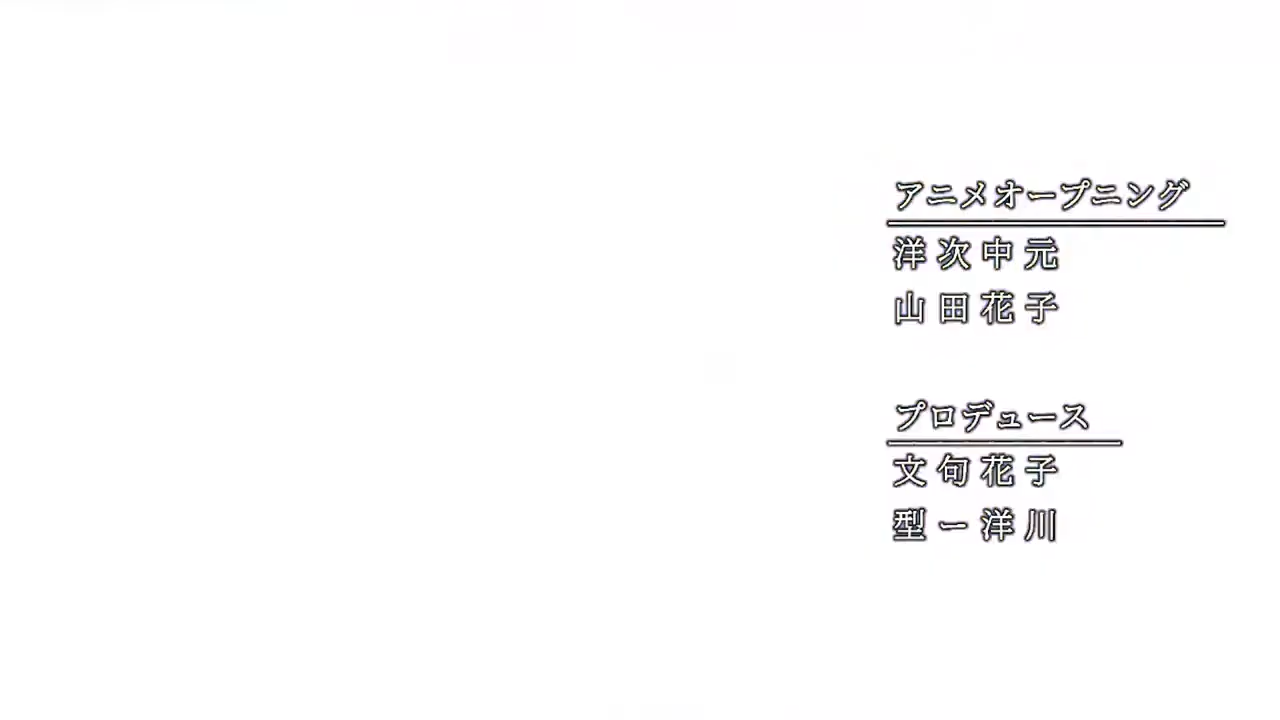 アニメオープニング
洋次中元
山田花子
プロデュース
文句花子
型ー洋川